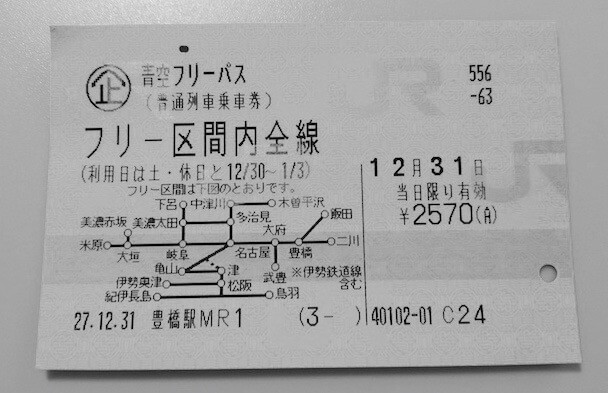 企 青空フリーパス 556
(普通列車乗車券) -63
フリー区間内全線
(利用日は土・休日と12/30~1/3)
12月31日
フリー区間は下図のとおりです。
当日限り有効
¥2570(A)
下呂 中津川 木曽平沢
美濃赤坂 美濃太田 多治見 飯田
大府
米原 大垣 岐阜 名古屋 豊橋 二川
亀山 津 武豊 ※伊勢鉄道線
伊勢奥津 松阪 含む
紀伊長島 鳥羽
27.12.31 豊橋駅MR1 (3- ) 40102-01 C24